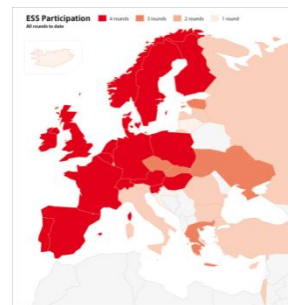 ESS Participation
All rounds to date
4 rounds
3 rounds
2 rounds
1 round